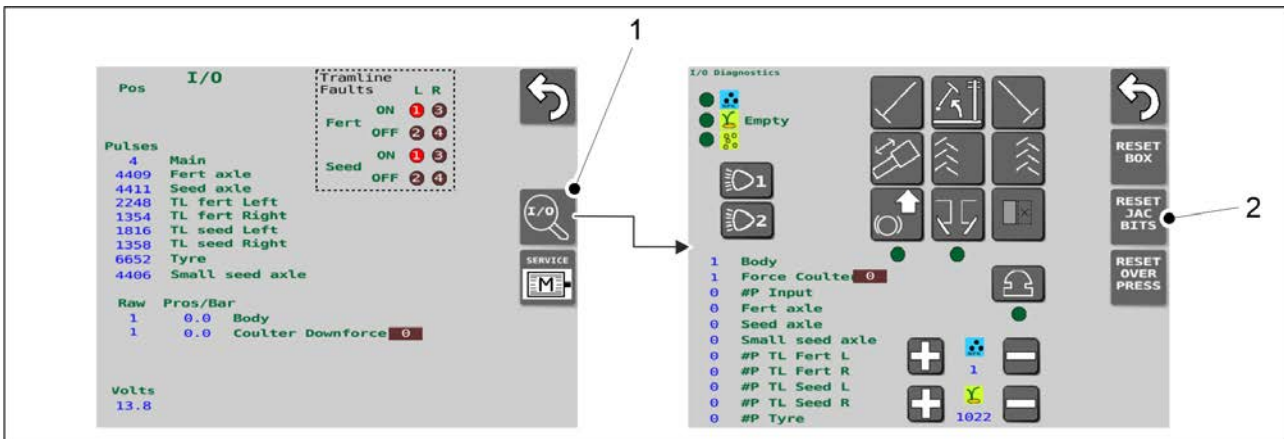 1
I/O
Pos
Tramline
Faults L R
Fert ON 1 3
OFF 2 4
Seed ON 1 3
OFF 2 4
Pulses
4 Main
4409 Fert axle
4411 Seed axle
2248 TL fert Left
1354 TL fert Right
1816 TL seed Left
1358 TL seed Right
6652 Tyre
4406 Small seed axle
Raw Pros/Bar
1 0.0 Body
1 0.0 Coulter Downforce 0
Volts
13.8
I/O
SERVICE
M
I/O Diagnostics
Empty
1
2
RESET
BOX
RESET
JAC
BITS
RESET
OVER
PRESS
2
1 Body
1 Force Coulte 0
0 #P Input
0 Fert axle
0 Seed axle
0 Small seed axle
0 #P TL Fert L
0 #P TL Fert R
0 #P TL Seed L
0 #P TL Seed R
0 #P Tyre
1
1022